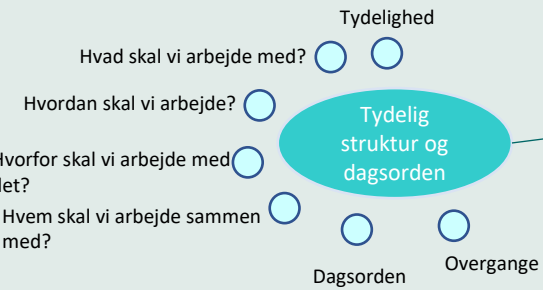 Tydelighed
Hvad skal vi arbejde med?
Hvordan skal vi arbejde?
Tydelig
struktur og
dagsorden
Hvorfor skal vi arbejde med
det?
Hvem skal vi arbejde sammen
med?
Dagsorden
Overgange